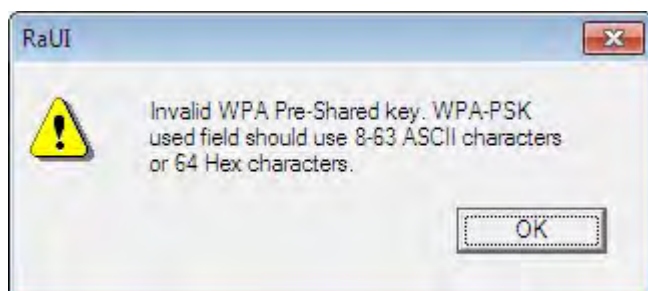 RaUI
Invalid WPA Pre-Shared key. WPA-PSK
used field should use 8-63 ASCII characters
or 64 Hex characters.
OK